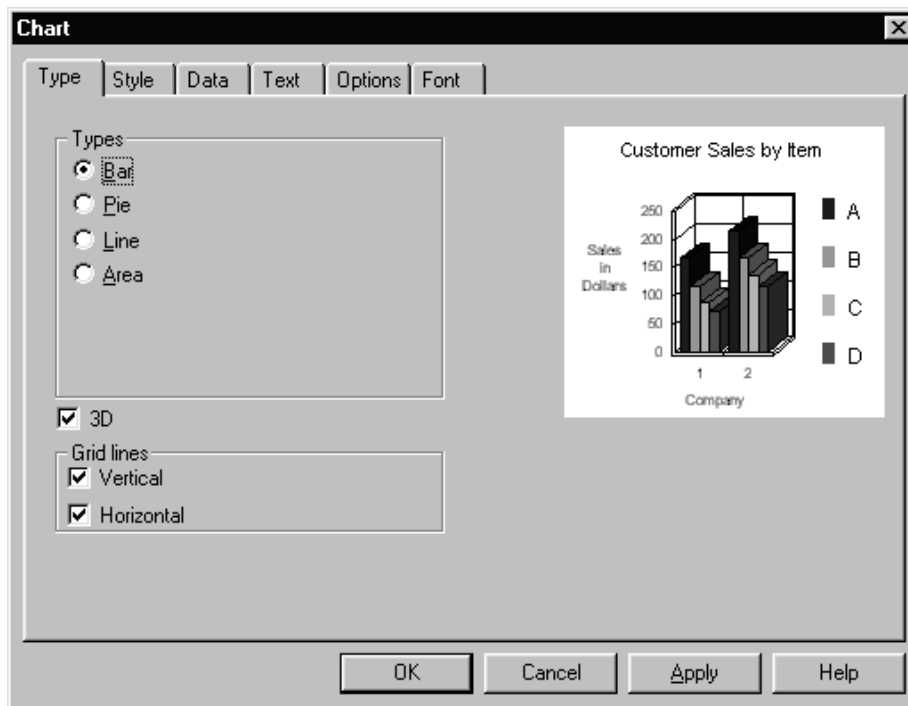 Chart
Type Style Data Text Options Font
Types
Bar
Pie
Line
Area
3D
Grid lines
Vertical
Horizontal
Customer Sales by Item
Sales
in
Dollars
250
200
150
100
50
0
1 2
Company
A
B
C
D
OK Cancel Apply Help